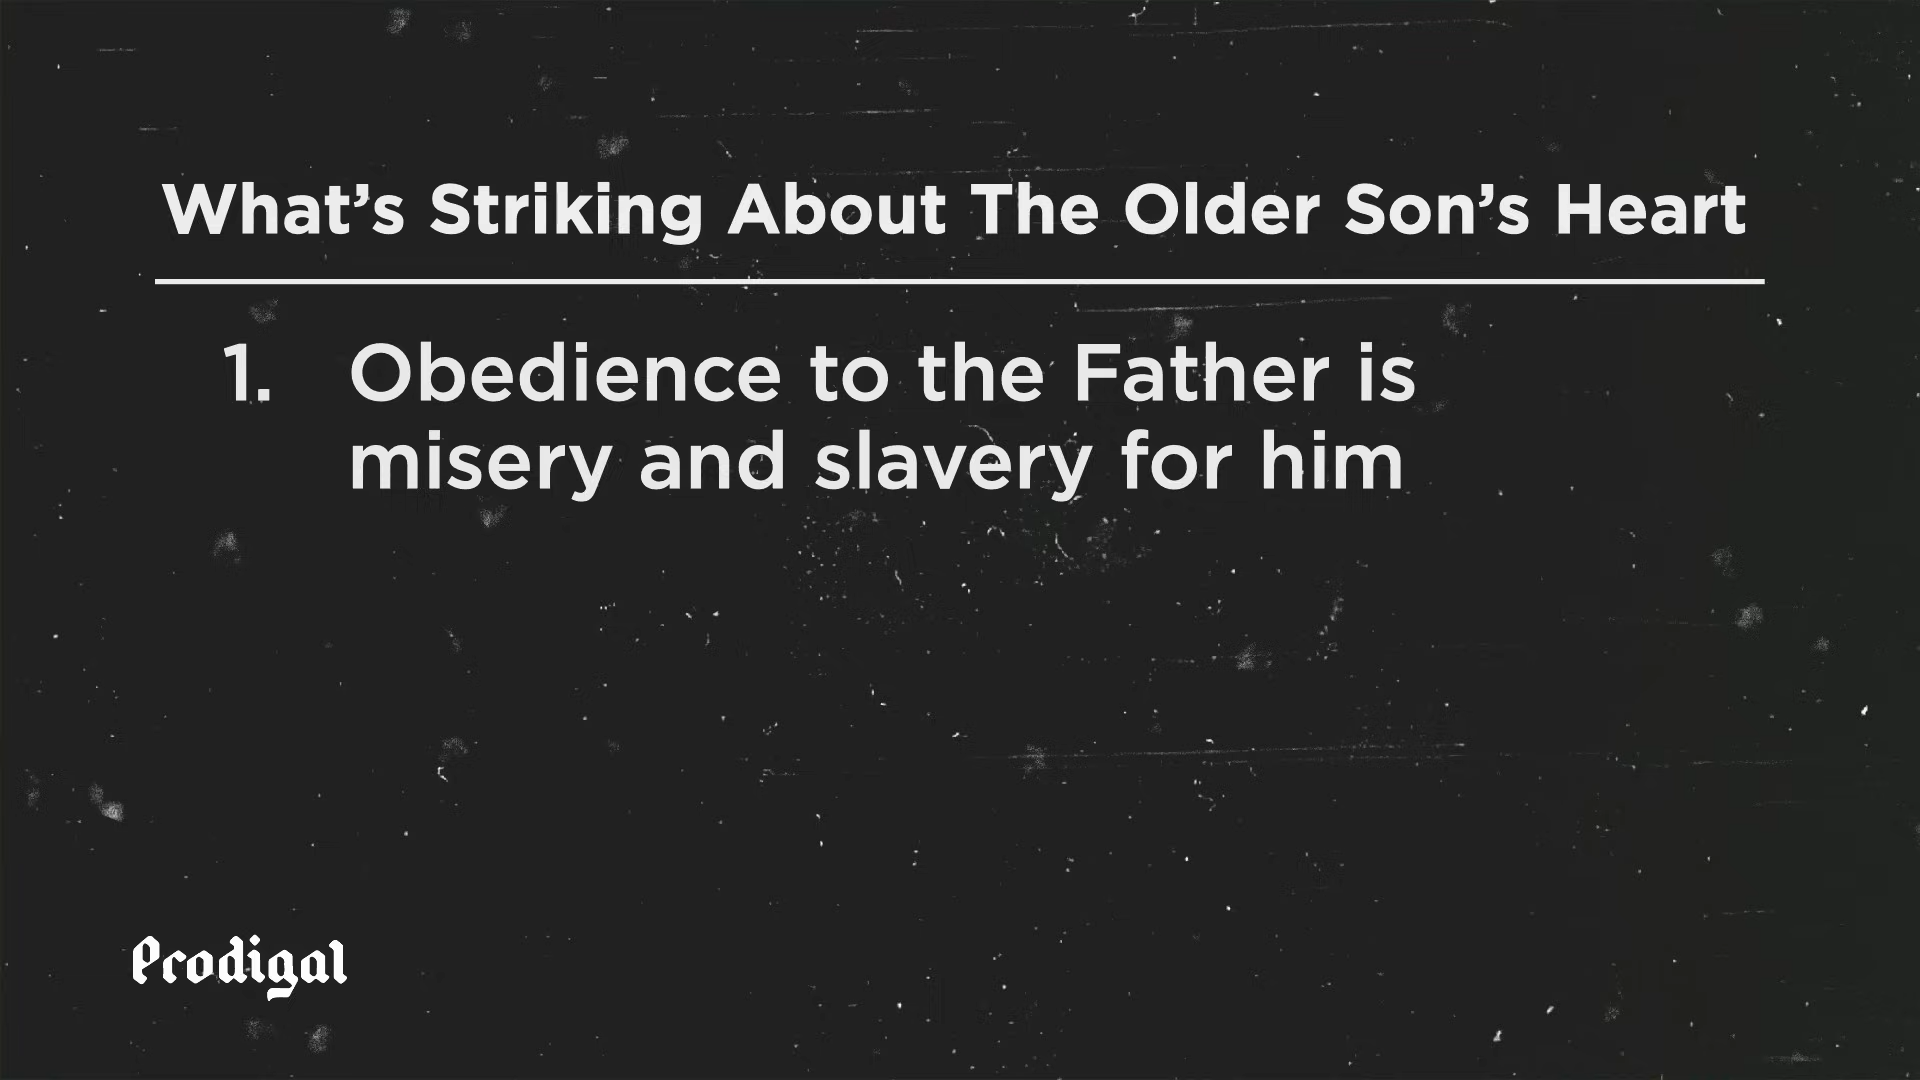 What’s Striking About The Older Son’s Heart
1. Obedience to the Father is
misery and slavery for him
Prodigal